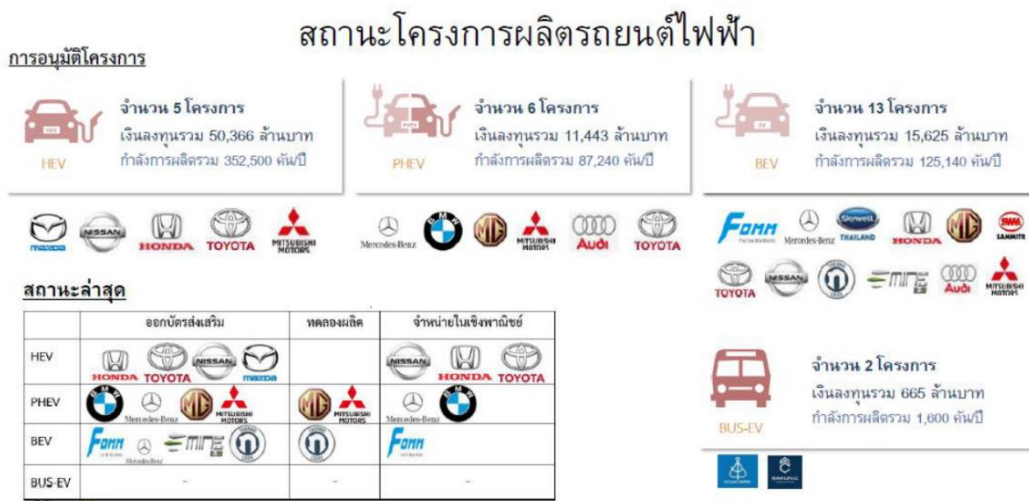 สถานะโครงการผลิตรถยนต์ไฟฟ้า
การอนุมัติโครงการ
HEV
จำนวน 5 โครงการ
เงินลงทุนรวม 50,366 ล้านบาท
กำลังการผลิตรวม 352,500 คัน/ปี
PHEV
จำนวน 6 โครงการ
เงินลงทุนรวม 11,443 ล้านบาท
กำลังการผลิตรวม 87,240 คัน/ปี
BEV
จำนวน 13 โครงการ
เงินลงทุนรวม 15,625 ล้านบาท
กำลังการผลิตรวม 125,140 คัน/ปี
mazda NISSAN HONDA TOYOTA MITSUBISHI MOTORS
Mercedes-Benz BMW MG MITSUBISHI MOTORS Audi TOYOTA
FOMM Mercedes-Benz Skywell THAILAND HONDA MG SAMMITR
TOYOTA NISSAN MINE Audi MITSUBISHI MOTORS
สถานะล่าสุด
ออกบัตรส่งเสริม ทดลองผลิต จำหน่ายในเชิงพาณิชย์
HEV HONDA TOYOTA NISSAN mazda NISSAN HONDA TOYOTA
PHEV BMW Mercedes-Benz MG MITSUBISHI MOTORS MG MITSUBISHI MOTORS Mercedes-Benz BMW
BEV FOMM Mercedes-Benz MINE FOMM
BUS-EV - - -
BUS-EV
จำนวน 2 โครงการ
เงินลงทุนรวม 665 ล้านบาท
กำลังการผลิตรวม 1,600 คัน/ปี